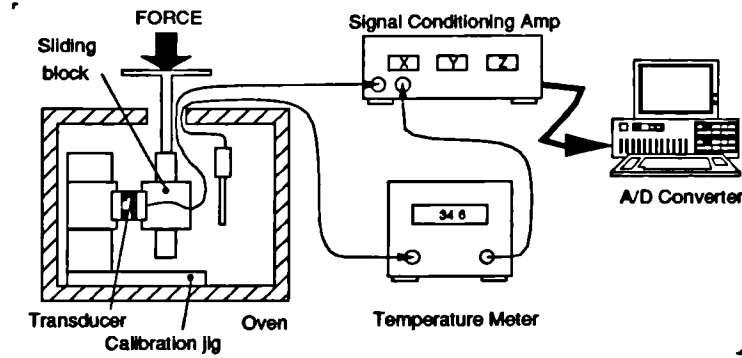 FORCE
Signal Conditioning Amp
Sliding
block
X Y Z
A/D Converter
34 6
Transducer
Oven
Temperature Meter
Calibration jig